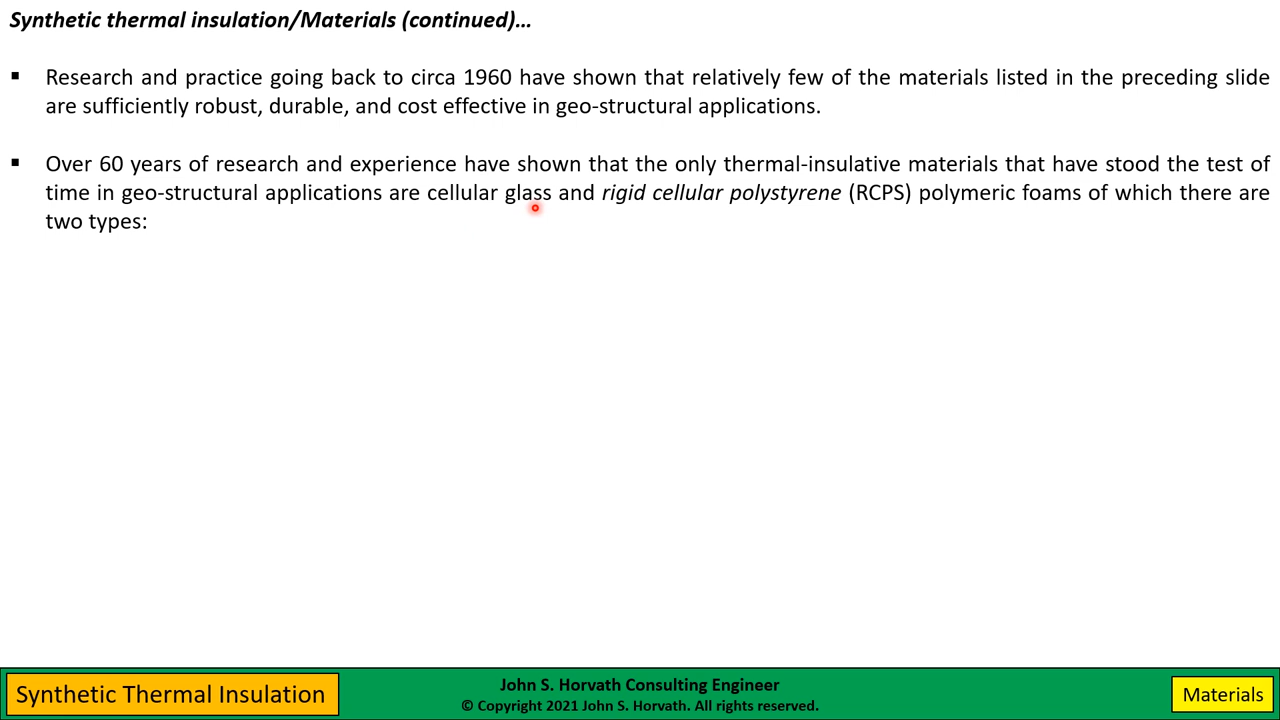 Synthetic thermal insulation/Materials (continued)…
▪ Research and practice going back to circa 1960 have shown that relatively few of the materials listed in the preceding slide
are sufficiently robust, durable, and cost effective in geo-structural applications.
▪ Over 60 years of research and experience have shown that the only thermal-insulative materials that have stood the test of
time in geo-structural applications are cellular glass and rigid cellular polystyrene (RCPS) polymeric foams of which there are
two types:
Synthetic Thermal Insulation
John S. Horvath Consulting Engineer
© Copyright 2021 John S. Horvath. All rights reserved.
Materials